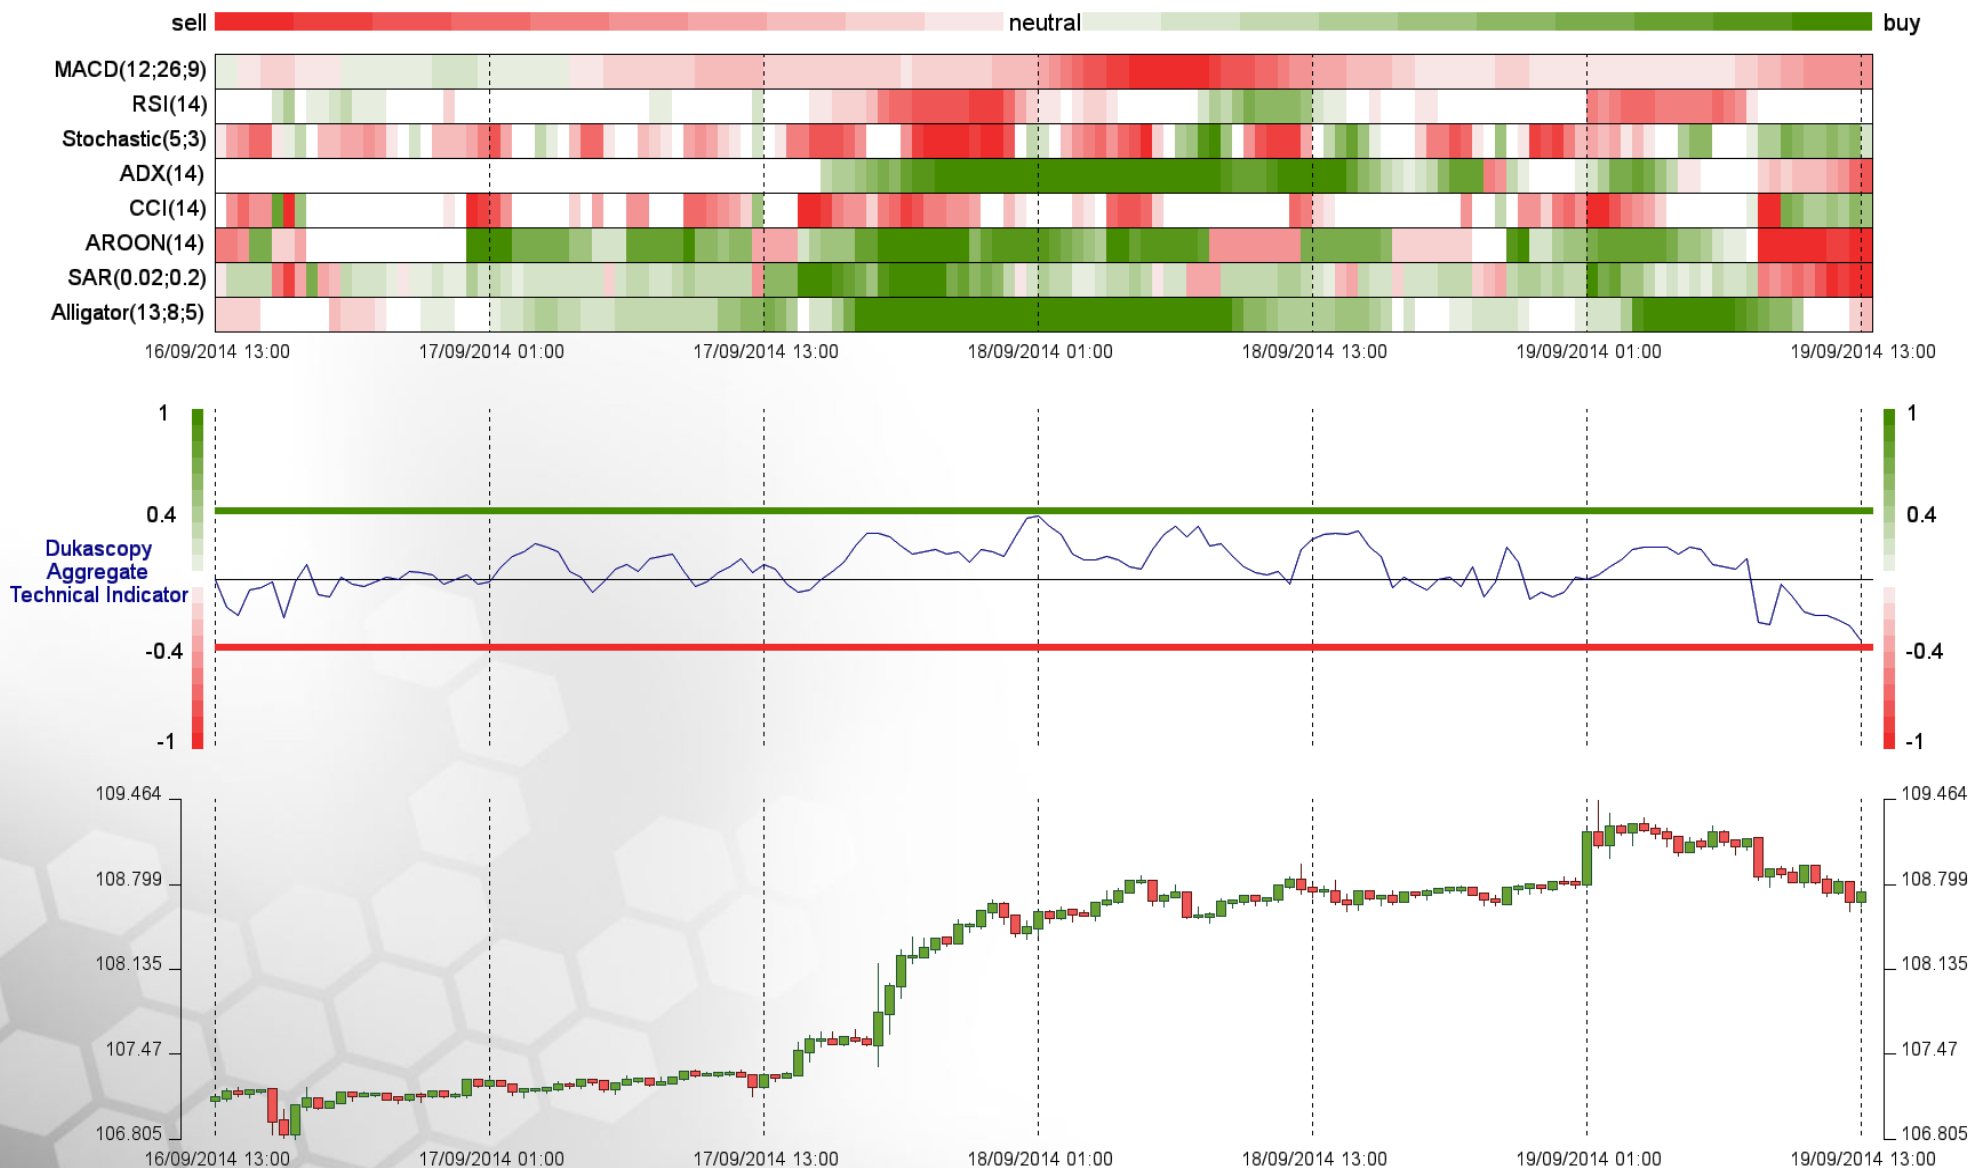 sell neutral buy
MACD(12;26;9)
RSI(14)
Stochastic(5;3)
ADX(14)
CCI(14)
AROON(14)
SAR(0.02;0.2)
Alligator(13;8;5)
16/09/2014 13:00 17/09/2014 01:00 17/09/2014 13:00 18/09/2014 01:00 18/09/2014 13:00 19/09/2014 01:00 19/09/2014 13:00
1 1
0.4 0.4
Dukascopy
Aggregate
Technical Indicator
-0.4 -0.4
-1 -1
109.464 109.464
108.799 108.799
108.135 108.135
107.47 107.47
106.805 106.805
16/09/2014 13:00 17/09/2014 01:00 17/09/2014 13:00 18/09/2014 01:00 18/09/2014 13:00 19/09/2014 01:00 19/09/2014 13:00